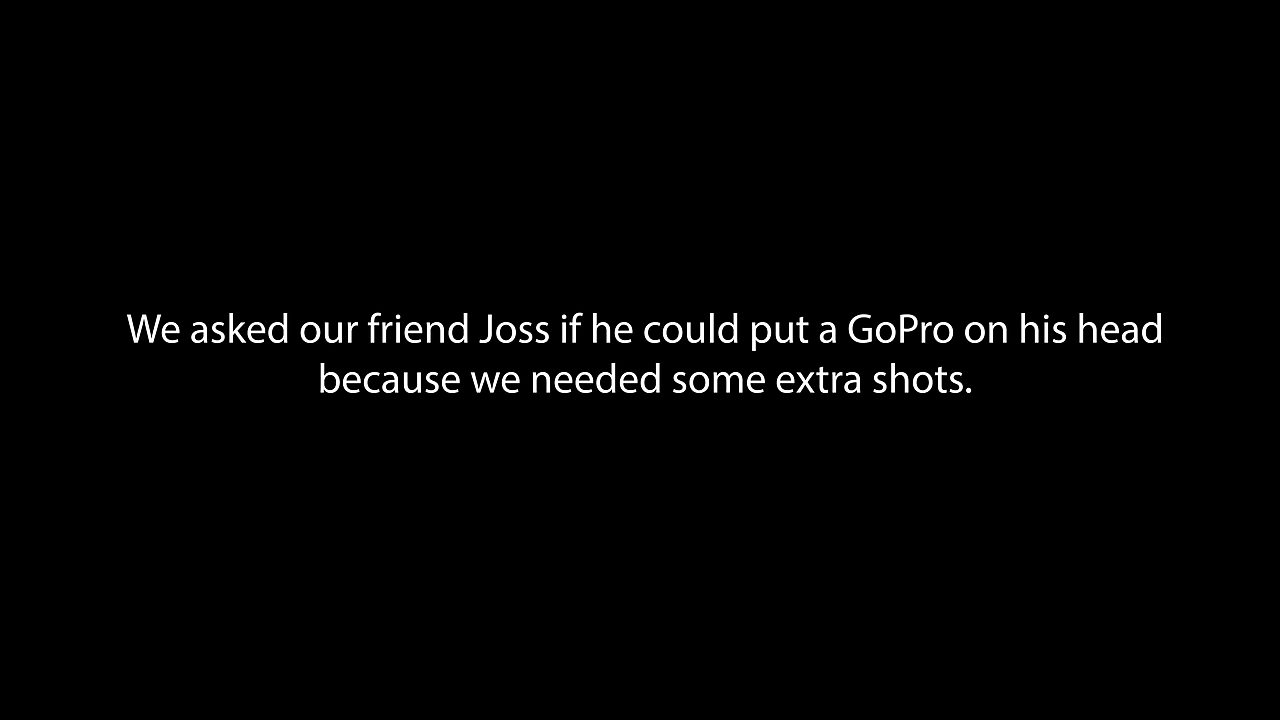 We asked our friend Joss if he could put a GoPro on his head
because we needed some extra shots.